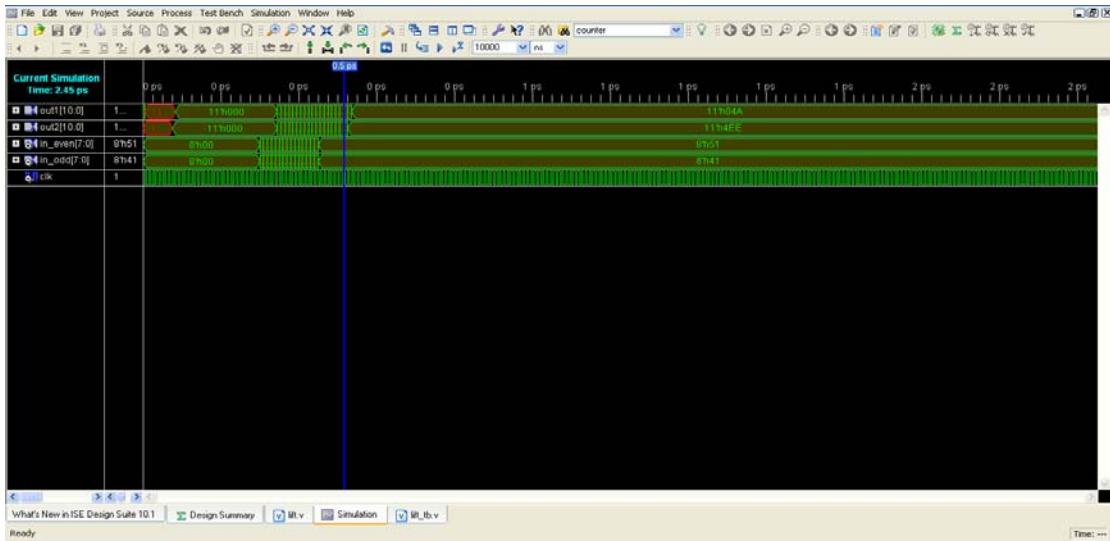 File Edit View Project Source Process Test Bench Simulation Window Help
counter
10000 ns
0.5 ps
Current Simulation
Time: 2.45 ps
0 ps 0 ps 0 ps 0 ps 0 ps 1 ps 1 ps 1 ps 1 ps 2 ps 2 ps 2 ps
out1[10:0] 1... 11'h000 11'h04A
out2[10:0] 1... 11'h000 11'h4EE
in_even[7:0] 8'h51 8'h00 8'h51
in_odd[7:0] 8'h41 8'h00 8'h41
clk 1
What's New in ISE Design Suite 10.1 Design Summary lift.v Simulation lift_tb.v
Ready Time: ---